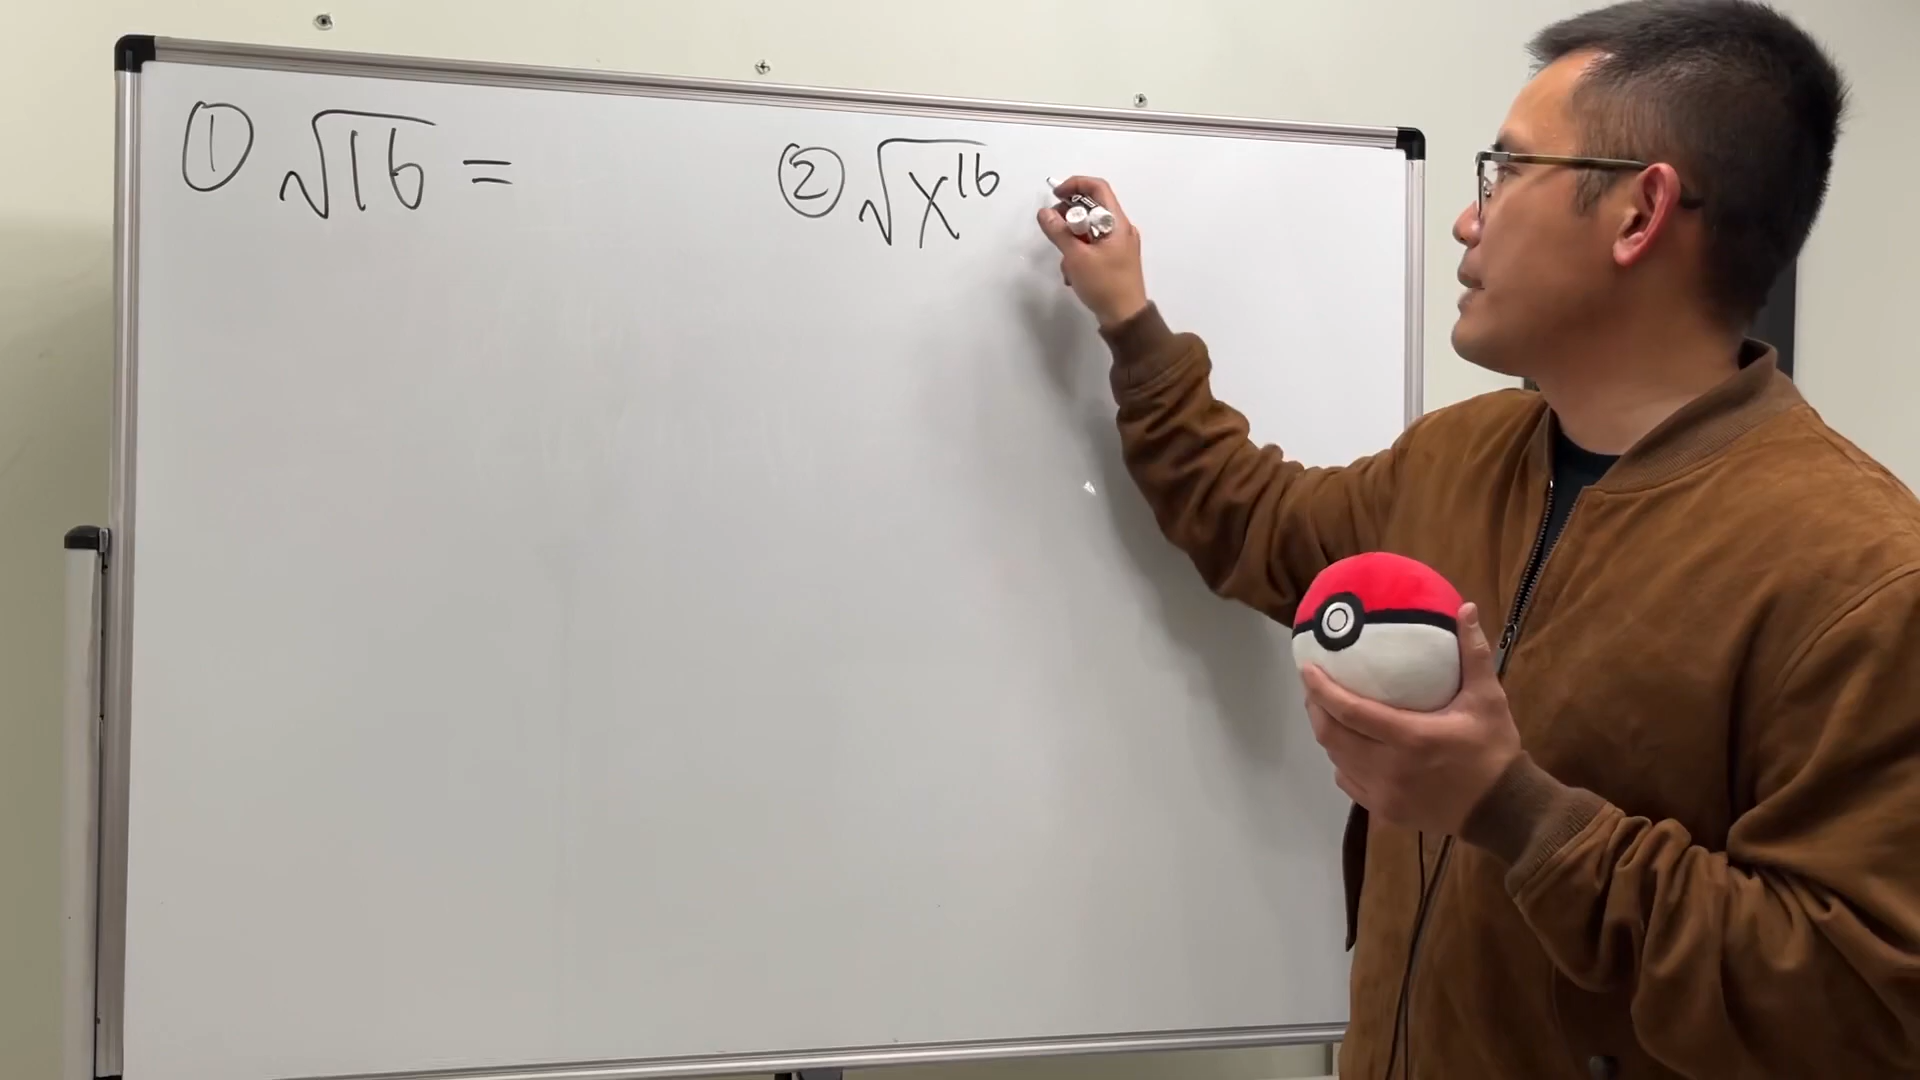 ① √16 =
② √x¹⁶